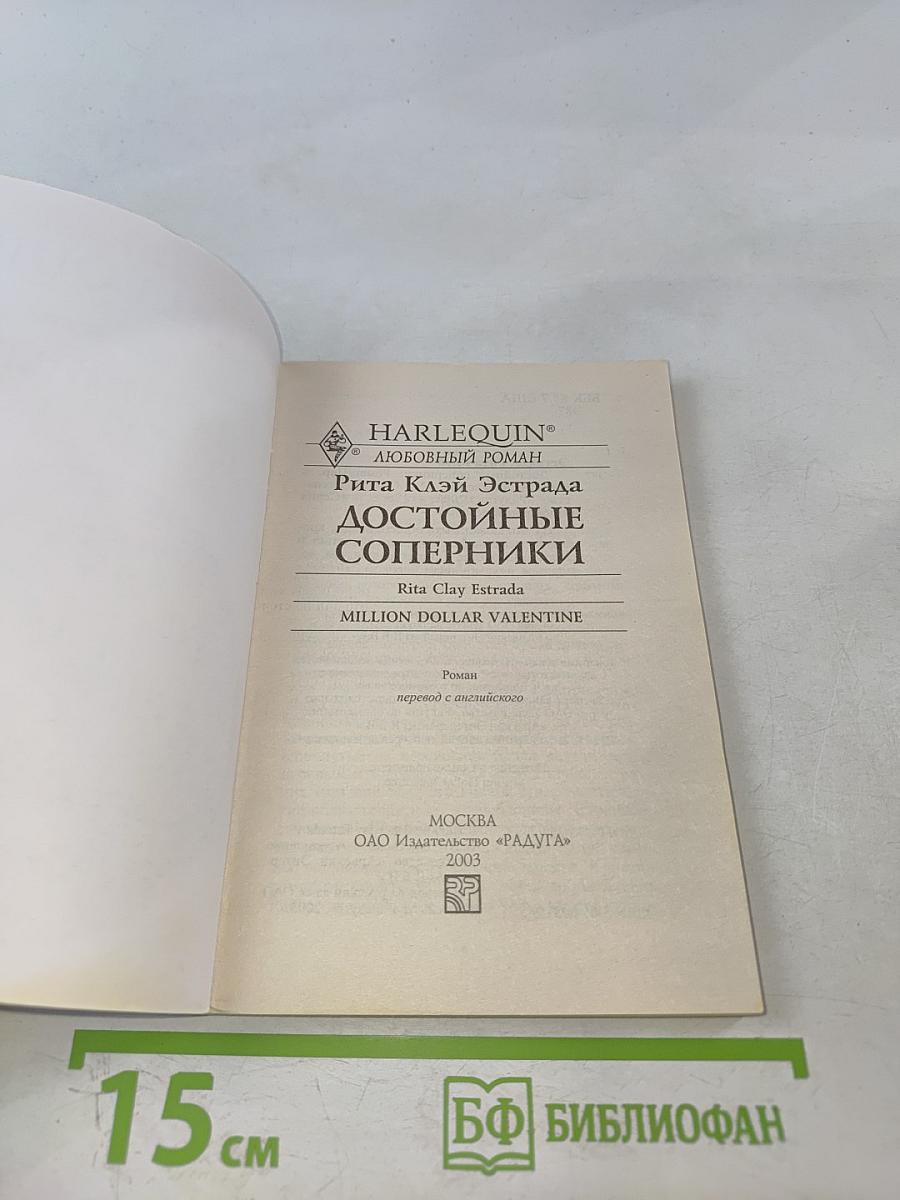 HARLEQUIN®
®
ЛЮБОВНЫЙ РОМАН
Рита Клэй Эстрада
ДОСТОЙНЫЕ
СОПЕРНИКИ
Rita Clay Estrada
MILLION DOLLAR VALENTINE
Роман
перевод с английского
МОСКВА
ОАО Издательство «РАДУГА»
2003
15 см
БФ БИБЛИОФАН